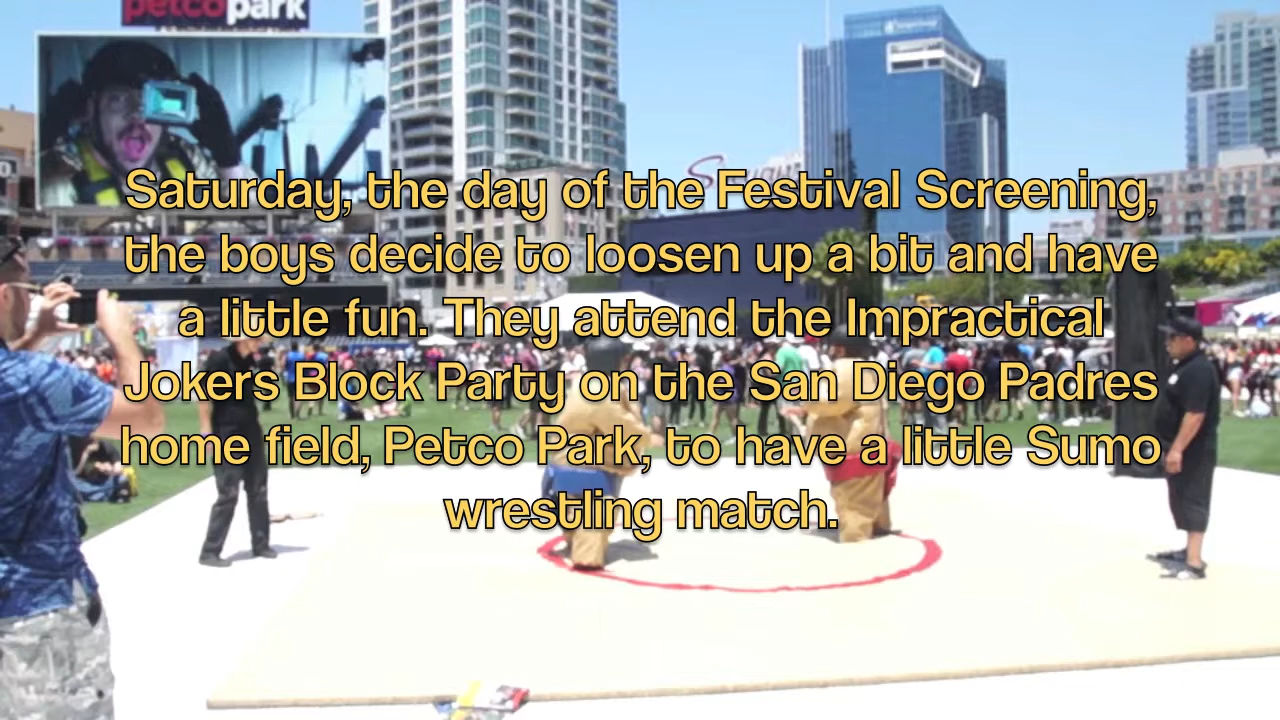 petcopark
Saturday, the day of the Festival Screening,
the boys decide to loosen up a bit and have
a little fun. They attend the Impractical
Jokers Block Party on the San Diego Padres
home field, Petco Park, to have a little Sumo
wrestling match.